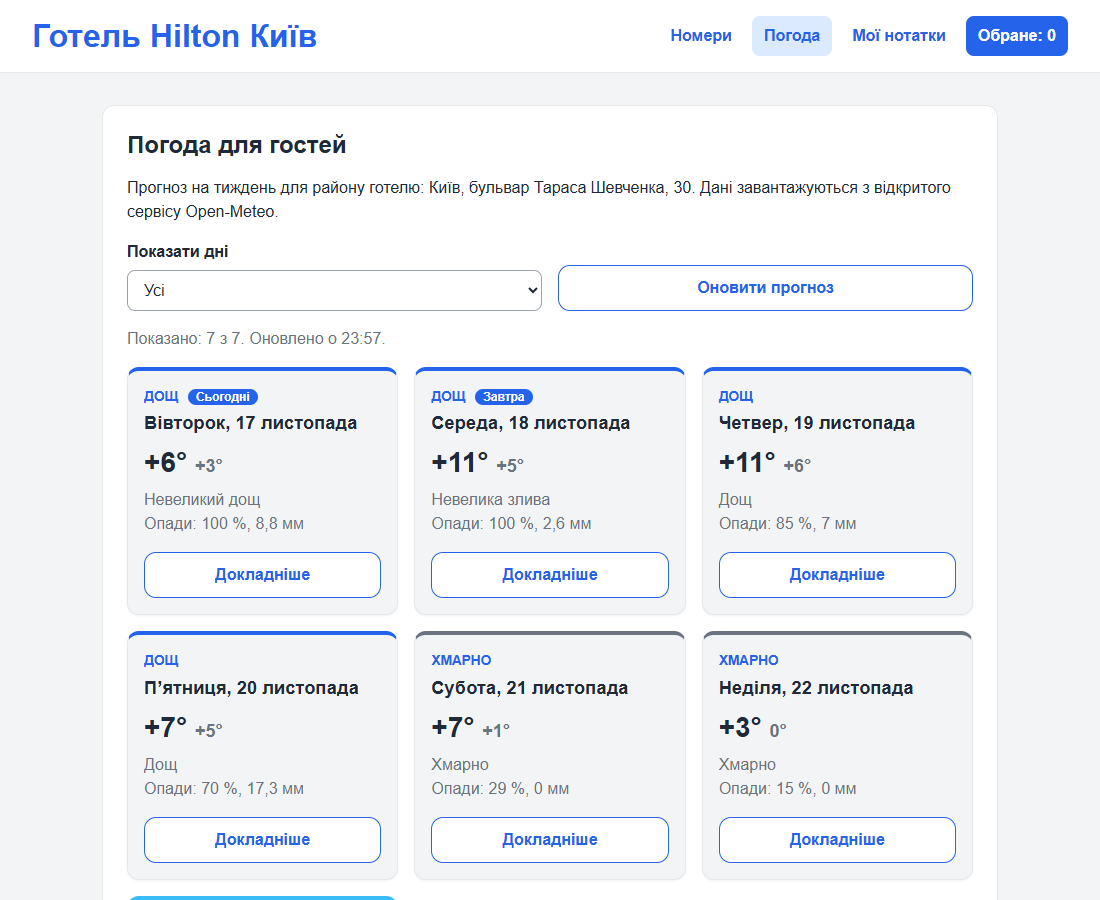 Готель Hilton Київ
Номери
Погода
Мої нотатки
Обране: 0
Погода для гостей
Прогноз на тиждень для району готелю: Київ, бульвар Тараса Шевченка, 30. Дані завантажуються з відкритого
сервісу Open-Meteo.
Показати дні
Усі
Оновити прогноз
Показано: 7 з 7. Оновлено о 23:57.
ДОЩ Сьогодні
Вівторок, 17 листопада
+6° +3°
Невеликий дощ
Опади: 100 %, 8,8 мм
Докладніше
ДОЩ Завтра
Середа, 18 листопада
+11° +5°
Невелика злива
Опади: 100 %, 2,6 мм
Докладніше
ДОЩ
Четвер, 19 листопада
+11° +6°
Дощ
Опади: 85 %, 7 мм
Докладніше
ДОЩ
П’ятниця, 20 листопада
+7° +5°
Дощ
Опади: 70 %, 17,3 мм
Докладніше
ХМАРНО
Субота, 21 листопада
+7° +1°
Хмарно
Опади: 29 %, 0 мм
Докладніше
ХМАРНО
Неділя, 22 листопада
+3° 0°
Хмарно
Опади: 15 %, 0 мм
Докладніше